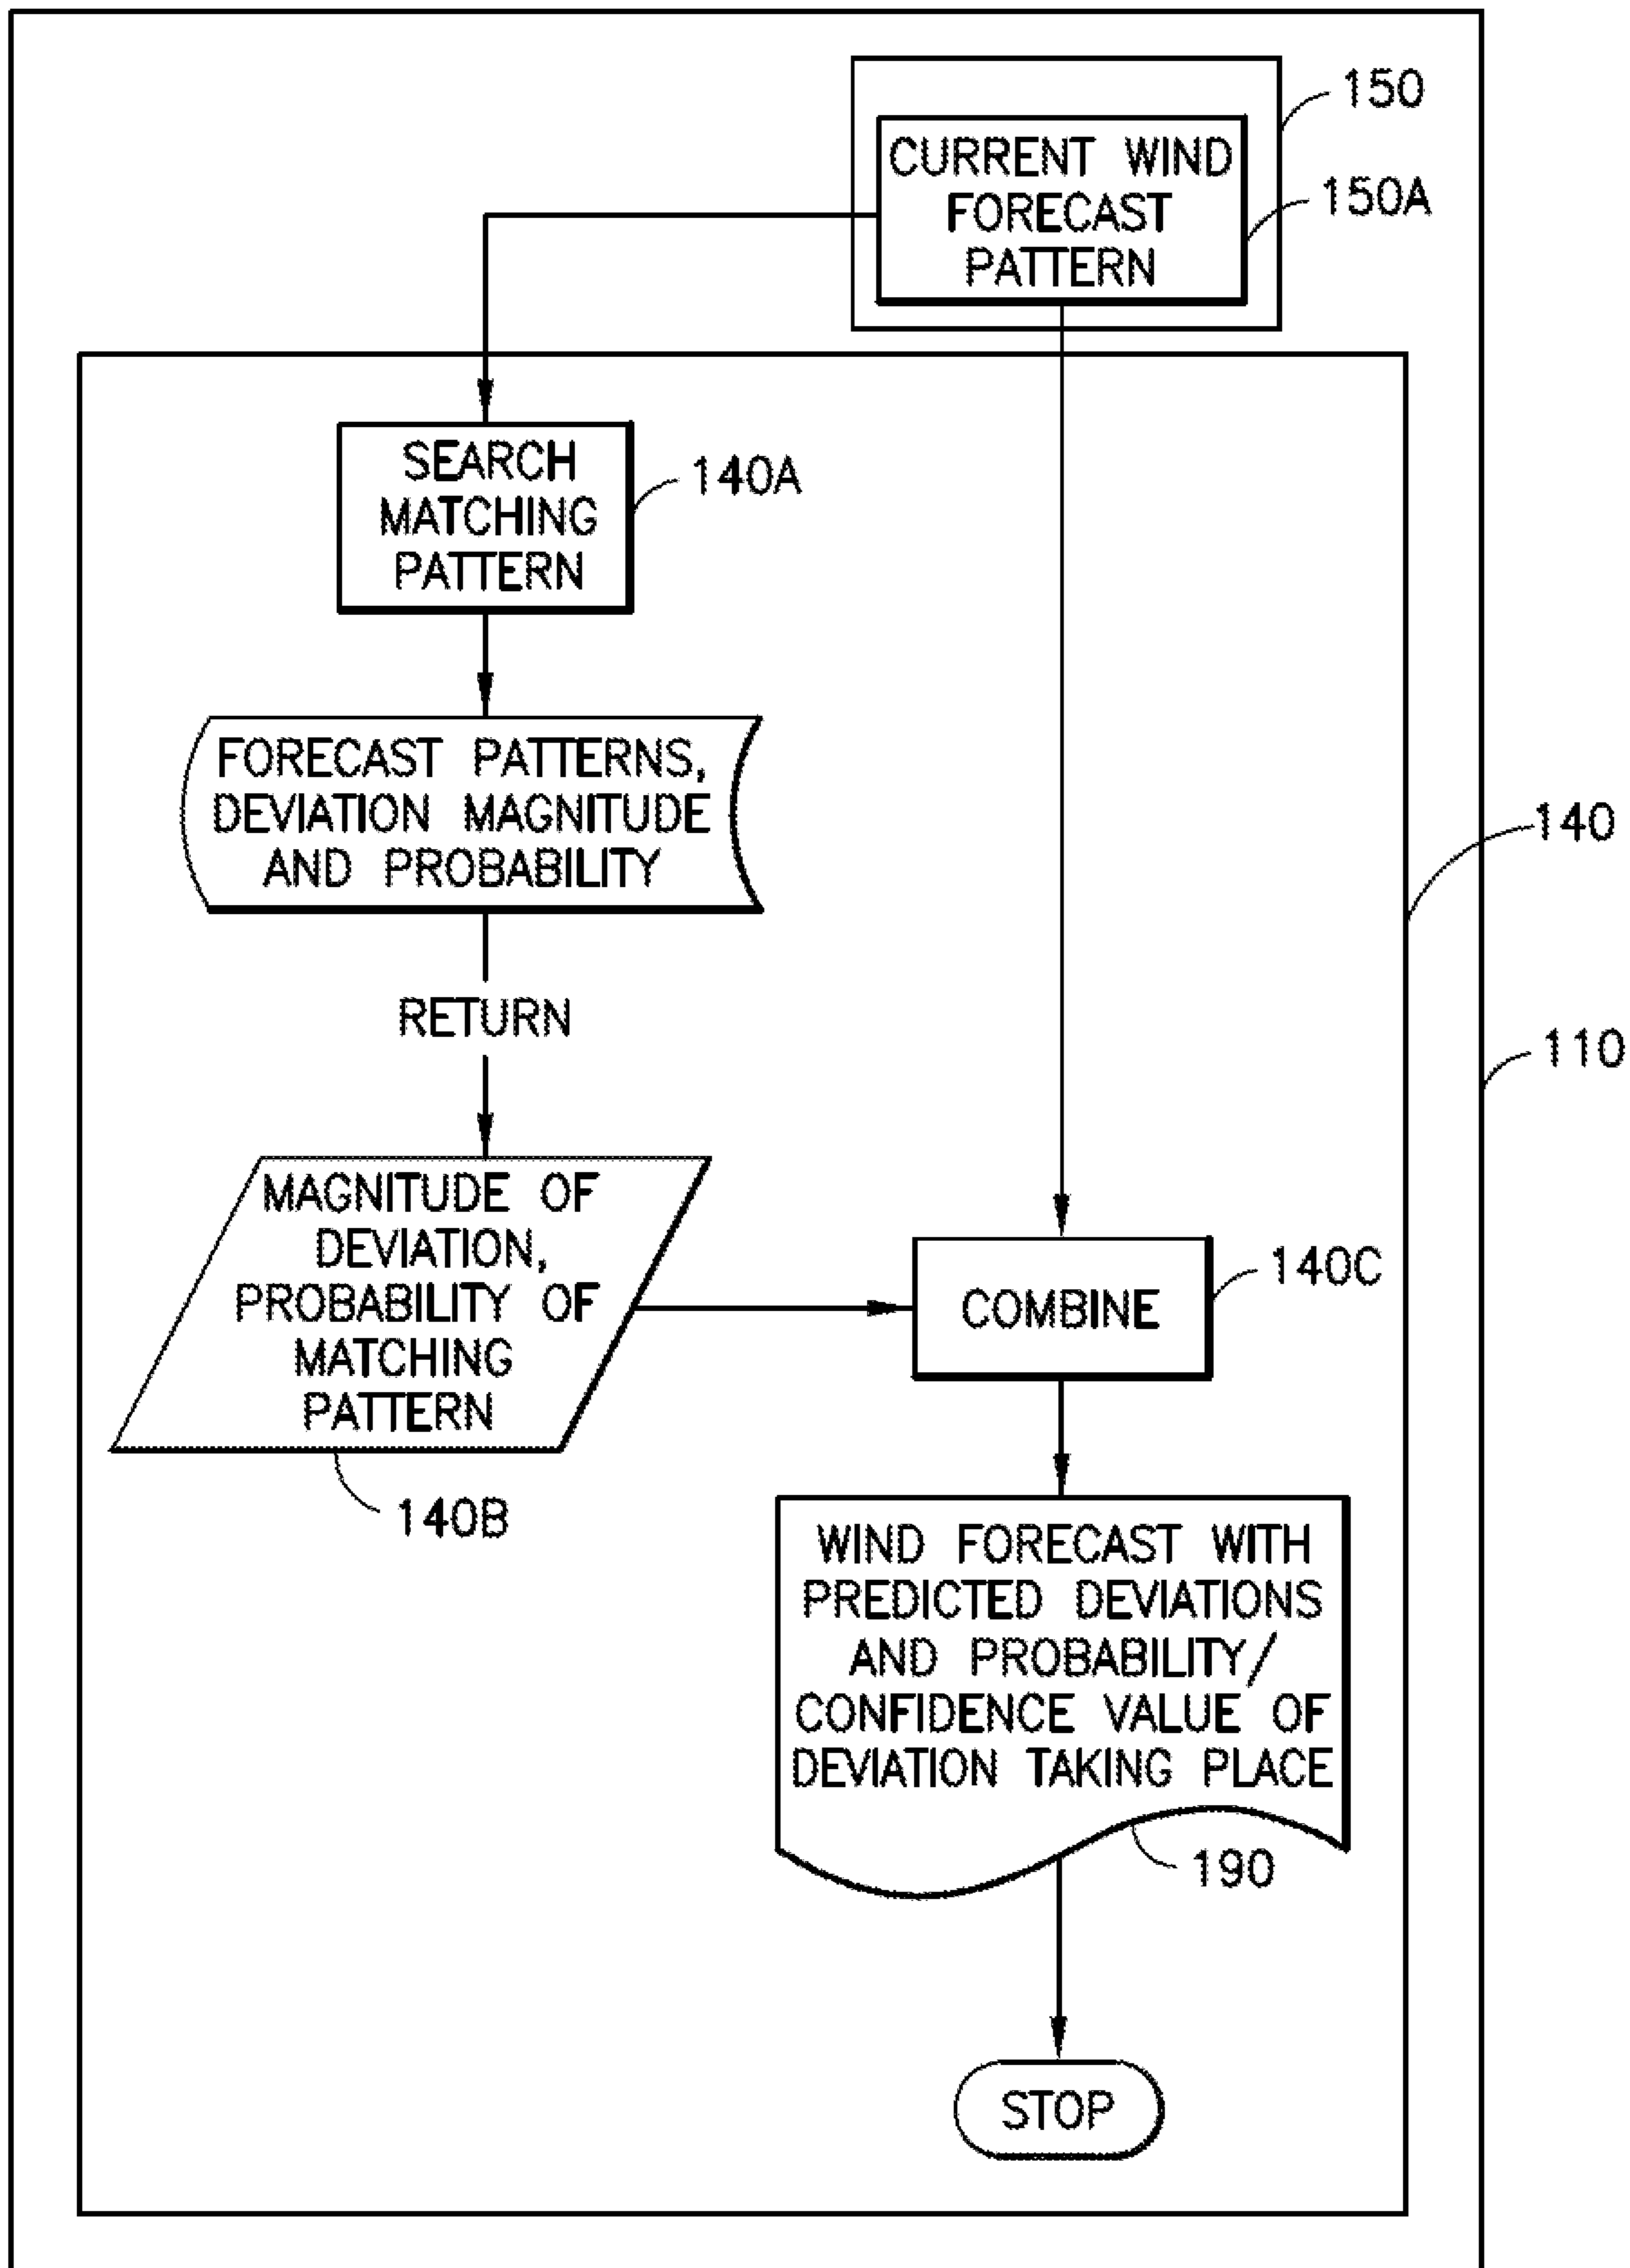 150
CURRENT WIND
FORECAST
PATTERN
150A
SEARCH
MATCHING
PATTERN
140A
FORECAST PATTERNS,
DEVIATION MAGNITUDE
AND PROBABILITY
140
RETURN
110
MAGNITUDE OF
DEVIATION,
PROBABILITY OF
MATCHING
PATTERN
140B
COMBINE
140C
WIND FORECAST WITH
PREDICTED DEVIATIONS
AND PROBABILITY/
CONFIDENCE VALUE OF
DEVIATION TAKING PLACE
190
STOP